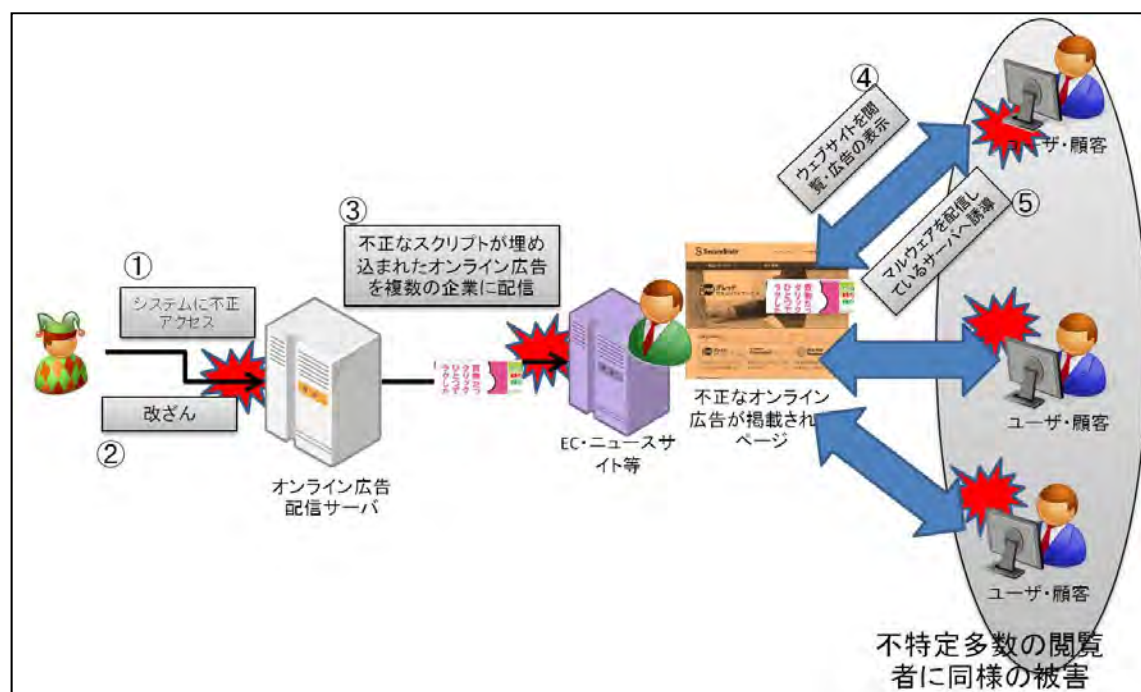 ①
システムに不正
アクセス
改ざん
②
オンライン広告
配信サーバ
③
不正なスクリプトが埋め
込まれたオンライン広告
を複数の企業に配信
EC・ニュースサ
イト等
不正なオンライン
広告が掲載され
ページ
④
ウェブサイトを閲
覧・広告の表示
⑤
マルウェアを配信し
ているサーバへ誘導
ユーザ・顧客
ユーザ・顧客
ユーザ・顧客
不特定多数の閲覧
者に同様の被害